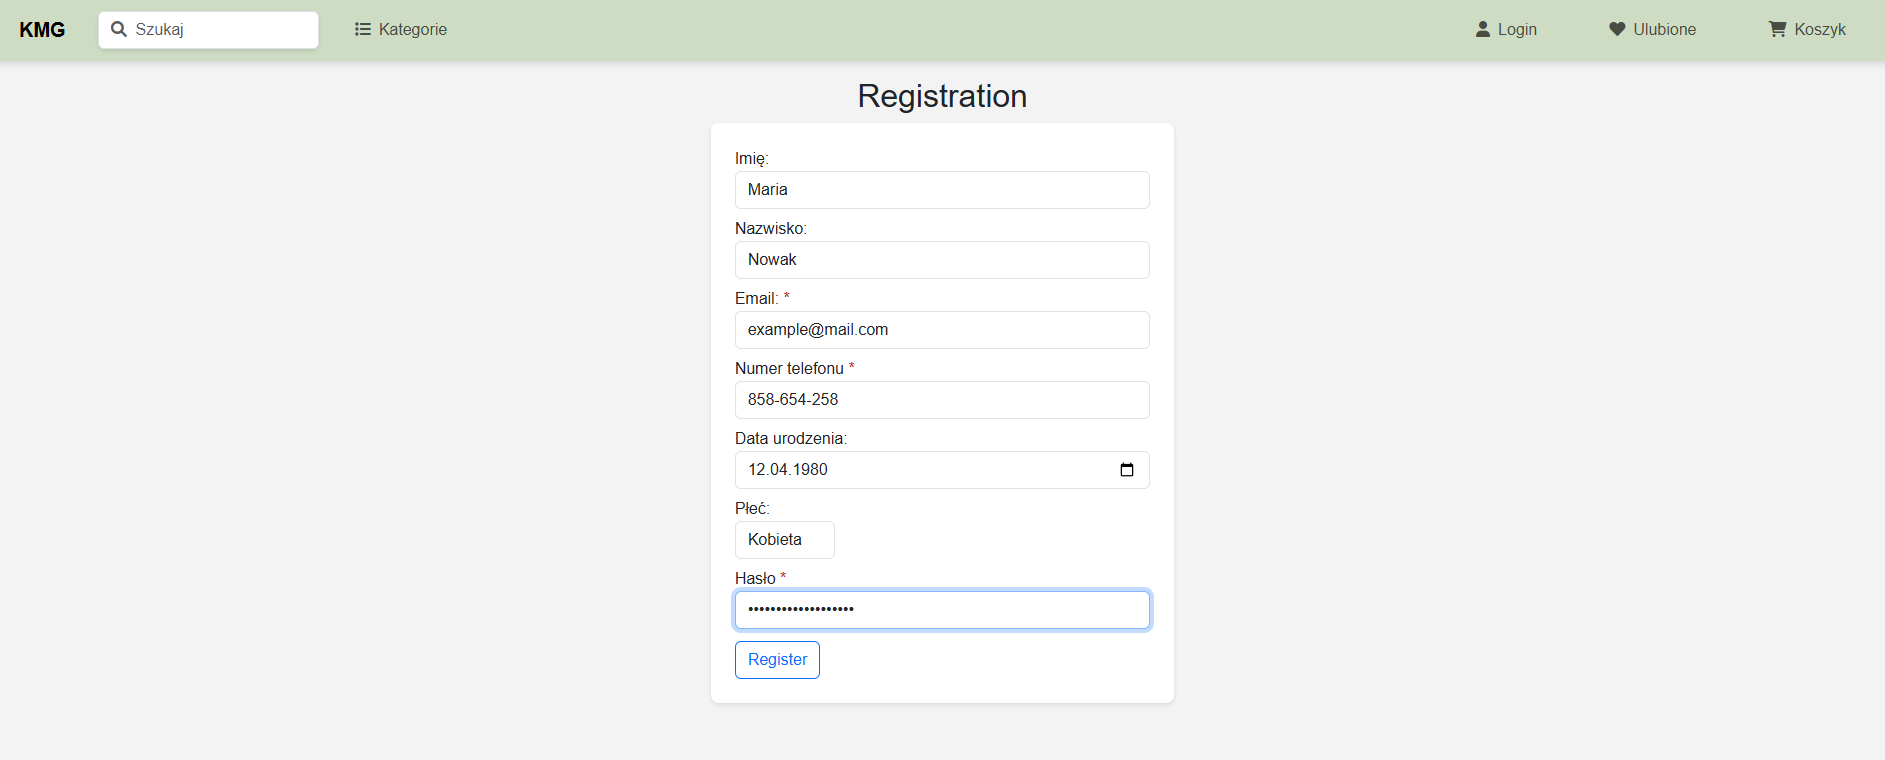 KMG Szukaj Kategorie Login Ulubione Koszyk
Registration
Imię:
Maria
Nazwisko:
Nowak
Email: *
example@mail.com
Numer telefonu *
858-654-258
Data urodzenia:
12.04.1980
Płeć:
Kobieta
Hasło *
•••••••••••••••••••
Register